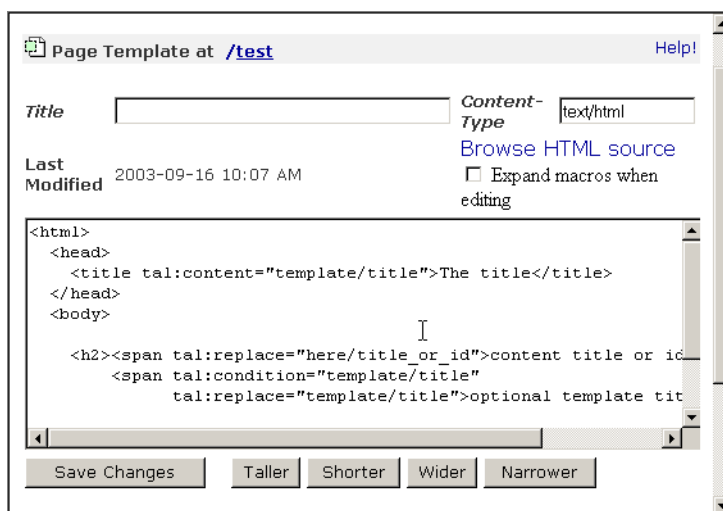 Page Template at /test
Help!
Title
Content-Type
text/html
Last Modified
2003-09-16 10:07 AM
Browse HTML source
Expand macros when editing
<html>
  <head>
    <title tal:content="template/title">The title</title>
  </head>
  <body>
    <h2><span tal:replace="here/title_or_id">content title or id
        <span tal:condition="template/title"
              tal:replace="template/title">optional template tit
Save Changes
Taller
Shorter
Wider
Narrower